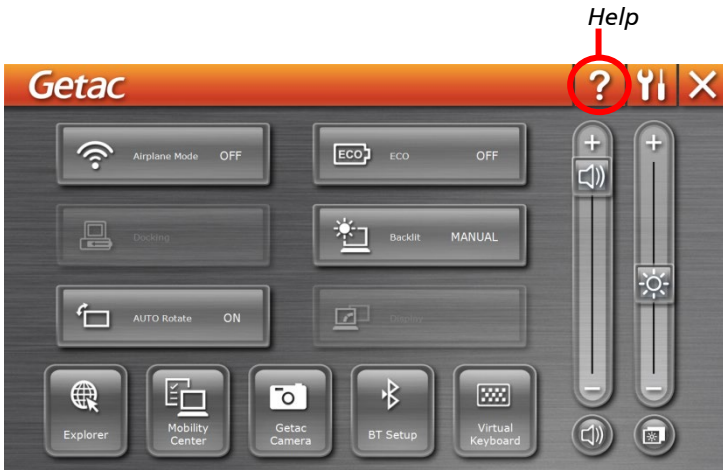 Help
Getac ?
Airplane Mode OFF
ECO ECO OFF
Docking
Backlit MANUAL
AUTO Rotate ON
Display
Explorer
Mobility
Center
Getac
Camera
BT Setup
Virtual
Keyboard